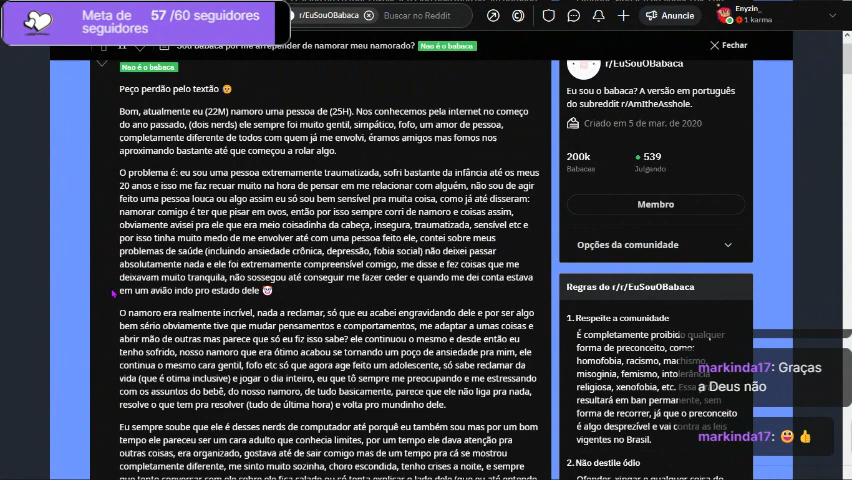 Meta de seguidores
57 /60 seguidores
r/EuSouOBabaca
Buscar no Reddit
Anuncie
Enyzin_
1 karma
Sou babaca por me arrepender de namorar meu namorado?
Nao é o babaca
Fechar
Nao é o babaca
Peço perdão pelo textão
Bom, atualmente eu (22M) namoro uma pessoa de (25H). Nos conhecemos pela internet no começo
do ano passado, (dois nerds) ele sempre foi muito gentil, simpático, fofo, um amor de pessoa,
completamente diferente de todos com quem já me envolvi, éramos amigos mas fomos nos
aproximando bastante até que começou a rolar algo.
O problema é: eu sou uma pessoa extremamente traumatizada, sofri bastante da infância até os meus
20 anos e isso me faz recuar muito na hora de pensar em me relacionar com alguém, não sou de agir
feito uma pessoa louca ou algo assim eu só sou bem sensível pra muita coisa, como já até disseram:
namorar comigo é ter que pisar em ovos, então por isso sempre corri de namoro e coisas assim,
obviamente avisei pra ele que era meio coisadinha da cabeça, insegura, traumatizada, sensível etc e
por isso tinha muito medo de me envolver até com uma pessoa feito ele, contei sobre meus
problemas de saúde (incluindo ansiedade crônica, depressão, fobia social) não deixei passar
absolutamente nada e ele foi extremamente compreensível comigo, me disse e fez coisas que me
deixavam muito tranquila, não sossegou até conseguir me fazer ceder e quando me dei conta estava
em um avião indo pro estado dele 🤡
O namoro era realmente incrível, nada a reclamar, só que eu acabei engravidando dele e por ser algo
bem sério obviamente tive que mudar pensamentos e comportamentos, me adaptar a umas coisas e
abrir mão de outras mas parece que só eu fiz isso sabe? ele continuou o mesmo e desde então eu
tenho sofrido, nosso namoro que era ótimo acabou se tornando um poço de ansiedade pra mim, ele
continua o mesmo cara gentil, fofo etc só que agora age feito um adolescente, só sabe reclamar da
vida (que é otima inclusive) e jogar o dia inteiro, eu que tô sempre me preocupando e me estressando
com os assuntos do bebê, do nosso namoro, de tudo basicamente, parece que ele não liga pra nada,
resolve o que tem pra resolver (tudo de última hora) e volta pro mundinho dele.
Eu sempre soube que ele é desses nerds de computador até porquê eu também sou mas por um bom
tempo ele pareceu ser um cara adulto que conhecia limites, por um tempo ele dava atenção pra
outras coisas, era organizado, gostava até de sair comigo mas de um tempo pra cá se mostrou
completamente diferente, me sinto muito sozinha, choro escondida, tenho crises a noite, e sempre
r/EuSouOBabaca
Eu sou o babaca? A versão em português
do subreddit r/AmItheAsshole.
Criado em 5 de mar. de 2020
200k
Babacas
539
Julgando
Membro
Opções da comunidade
Regras do r/r/EuSouOBabaca
1. Respeite a comunidade
É completamente proibido qualquer
forma de preconceito, como:
homofobia, racismo, machismo,
misoginia, femismo, intolerância
religiosa, xenofobia, etc. Essa
resultará em ban permanente, sem
forma de recorrer, já que o preconceito
é algo desprezível e vai contra as leis
vigentes no Brasil.
2. Não destile ódio
markinda17: Graças
a Deus não
markinda17: 😃 👍